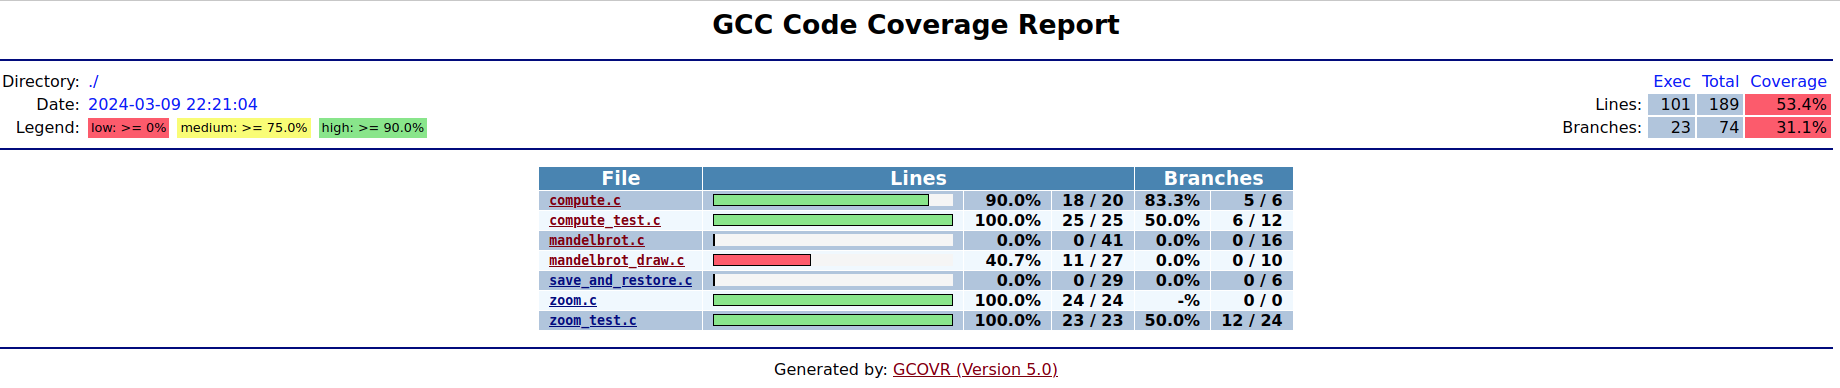 GCC Code Coverage Report
Directory: ./
Date: 2024-03-09 22:21:04
Legend: low: >= 0% medium: >= 75.0% high: >= 90.0%
Exec Total Coverage
Lines: 101 189 53.4%
Branches: 23 74 31.1%
File Lines Branches
compute.c 90.0% 18 / 20 83.3% 5 / 6
compute_test.c 100.0% 25 / 25 50.0% 6 / 12
mandelbrot.c 0.0% 0 / 41 0.0% 0 / 16
mandelbrot_draw.c 40.7% 11 / 27 0.0% 0 / 10
save_and_restore.c 0.0% 0 / 29 0.0% 0 / 6
zoom.c 100.0% 24 / 24 -% 0 / 0
zoom_test.c 100.0% 23 / 23 50.0% 12 / 24
Generated by: GCOVR (Version 5.0)